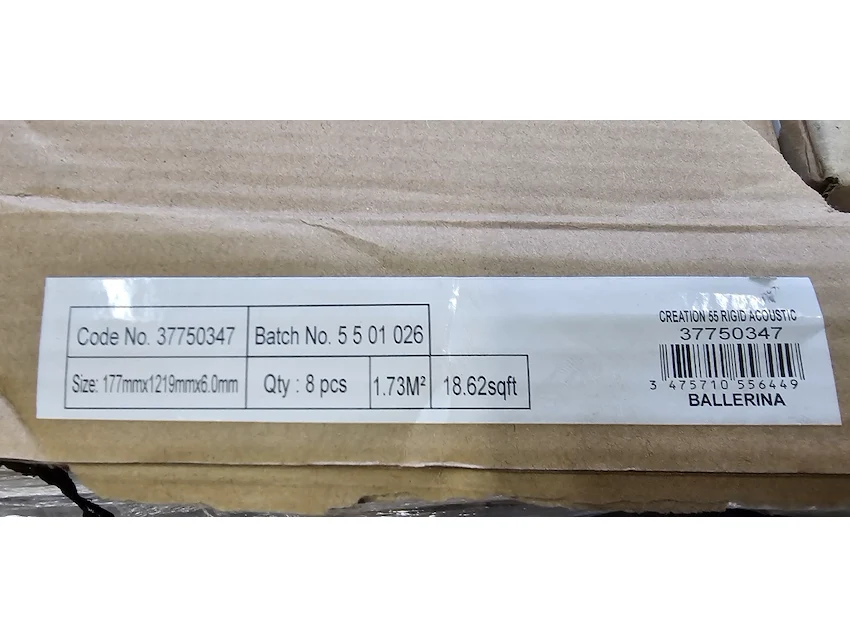 Code No. 37750347 Batch No. 5 5 01 026
Size: 177mmx1219mmx6.0mm Qty : 8 pcs 1.73M² 18.62sqft
CREATION 55 RIGID ACOUSTIC
37750347
3 475710 556449
BALLERINA